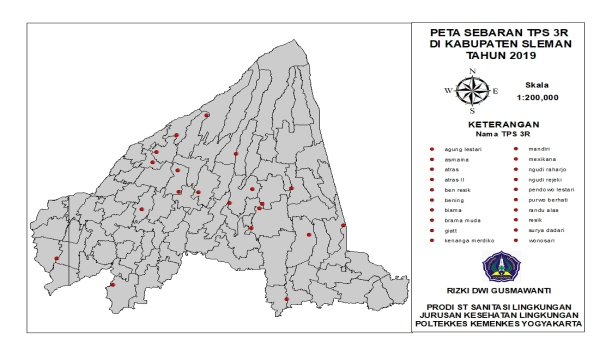 PETA SEBARAN TPS 3R
DI KABUPATEN SLEMAN
TAHUN 2019
N
W
E
S
Skala
1:200,000
KETERANGAN
Nama TPS 3R
agung lestari
asmaina
atras
atras II
ben resik
bening
bisma
brama muda
giatt
kenanga merdiko
mandiri
mexikana
ngudi raharjo
ngudi rejeki
pendowo lestari
purwo berhati
randu alas
resik
surya dadari
wonosari
RIZKI DWI GUSMAWANTI
PRODI ST SANITASI LINGKUNGAN
JURUSAN KESEHATAN LINGKUNGAN
POLTEKKES KEMENKES YOGYAKARTA